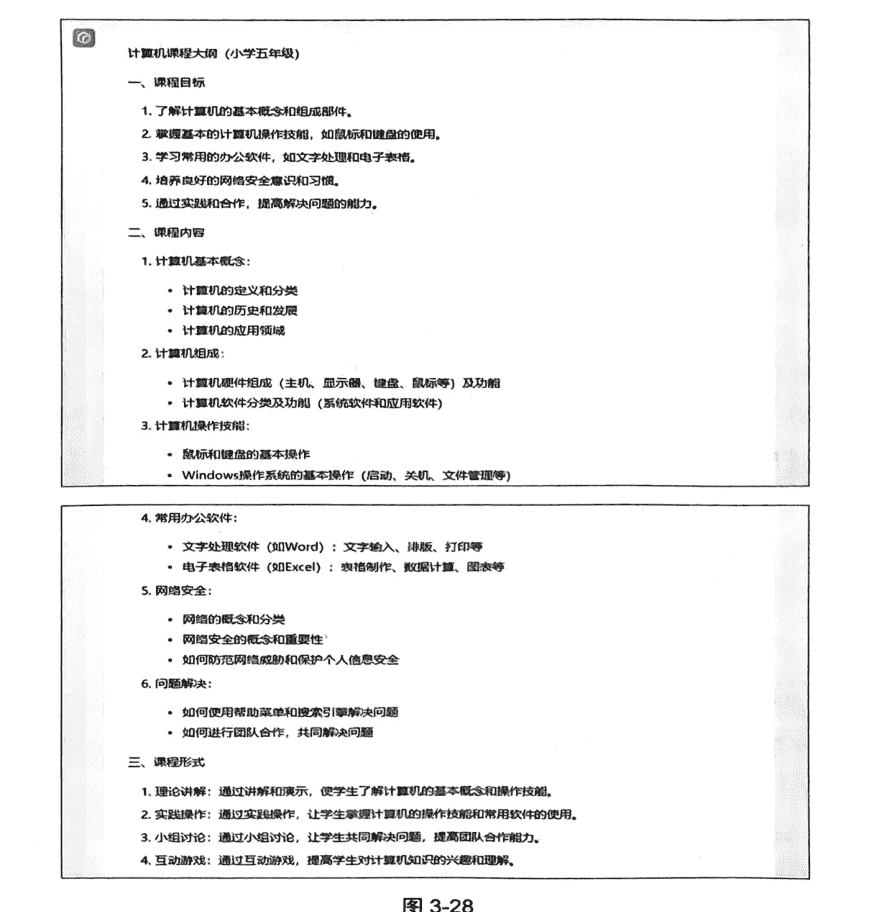 计算机课程大纲（小学五年级）
一、课程目标
1. 了解计算机的基本概念和组成部件。
2. 掌握基本的计算机操作技能，如鼠标和键盘的使用。
3. 学习常用的办公软件，如文字处理和电子表格。
4. 培养良好的网络安全意识和习惯。
5. 通过实践和合作，提高解决问题的能力。
二、课程内容
1. 计算机基本概念：
• 计算机的定义和分类
• 计算机的历史和发展
• 计算机的应用领域
2. 计算机组成：
• 计算机硬件组成（主机、显示器、键盘、鼠标等）及功能
• 计算机软件分类及功能（系统软件和应用软件）
3. 计算机操作技能：
• 鼠标和键盘的基本操作
• Windows操作系统的基本操作（启动、关机、文件管理等）
4. 常用办公软件：
• 文字处理软件（如Word）：文字输入、排版、打印等
• 电子表格软件（如Excel）：表格制作、数据计算、图表等
5. 网络安全：
• 网络的概念和分类
• 网络安全的概念和重要性
• 如何防范网络威胁和保护个人信息安全
6. 问题解决：
• 如何使用帮助菜单和搜索引擎解决问题
• 如何进行团队合作，共同解决问题
三、课程形式
1. 理论讲解：通过讲解和演示，使学生了解计算机的基本概念和操作技能。
2. 实践操作：通过实践操作，让学生掌握计算机的操作技能和常用软件的使用。
3. 小组讨论：通过小组讨论，让学生共同解决问题，提高团队合作能力。
4. 互动游戏：通过互动游戏，提高学生对计算机知识的兴趣和理解。
图 3-28